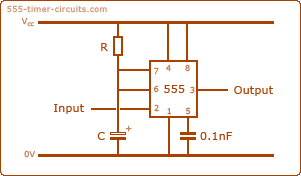 555-timer-circuits.com
Vcc
R
7
4
8
6
555
3
Output
Input
2
1
5
C
+
0.1nF
0V